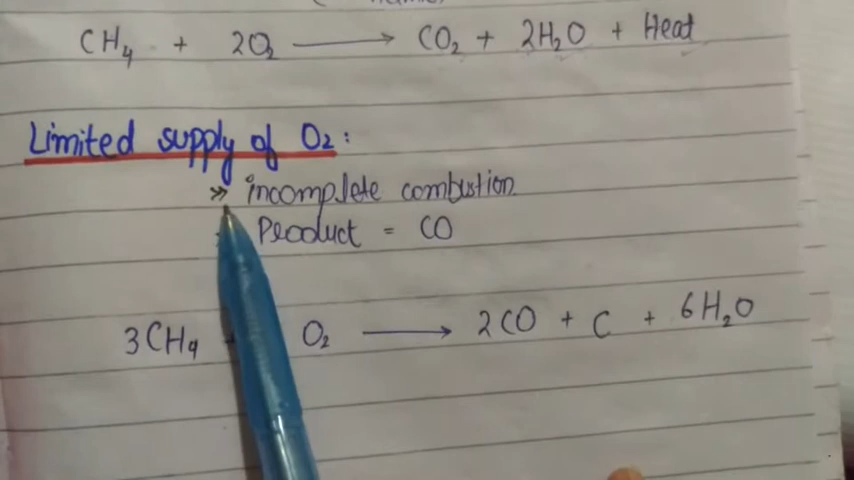 CH₄ + 2O₂ ⟶ CO₂ + 2H₂O + Heat
Limited supply of O₂:
» incomplete combustion
Product = CO
3CH₄ O₂ ⟶ 2CO + C + 6H₂O